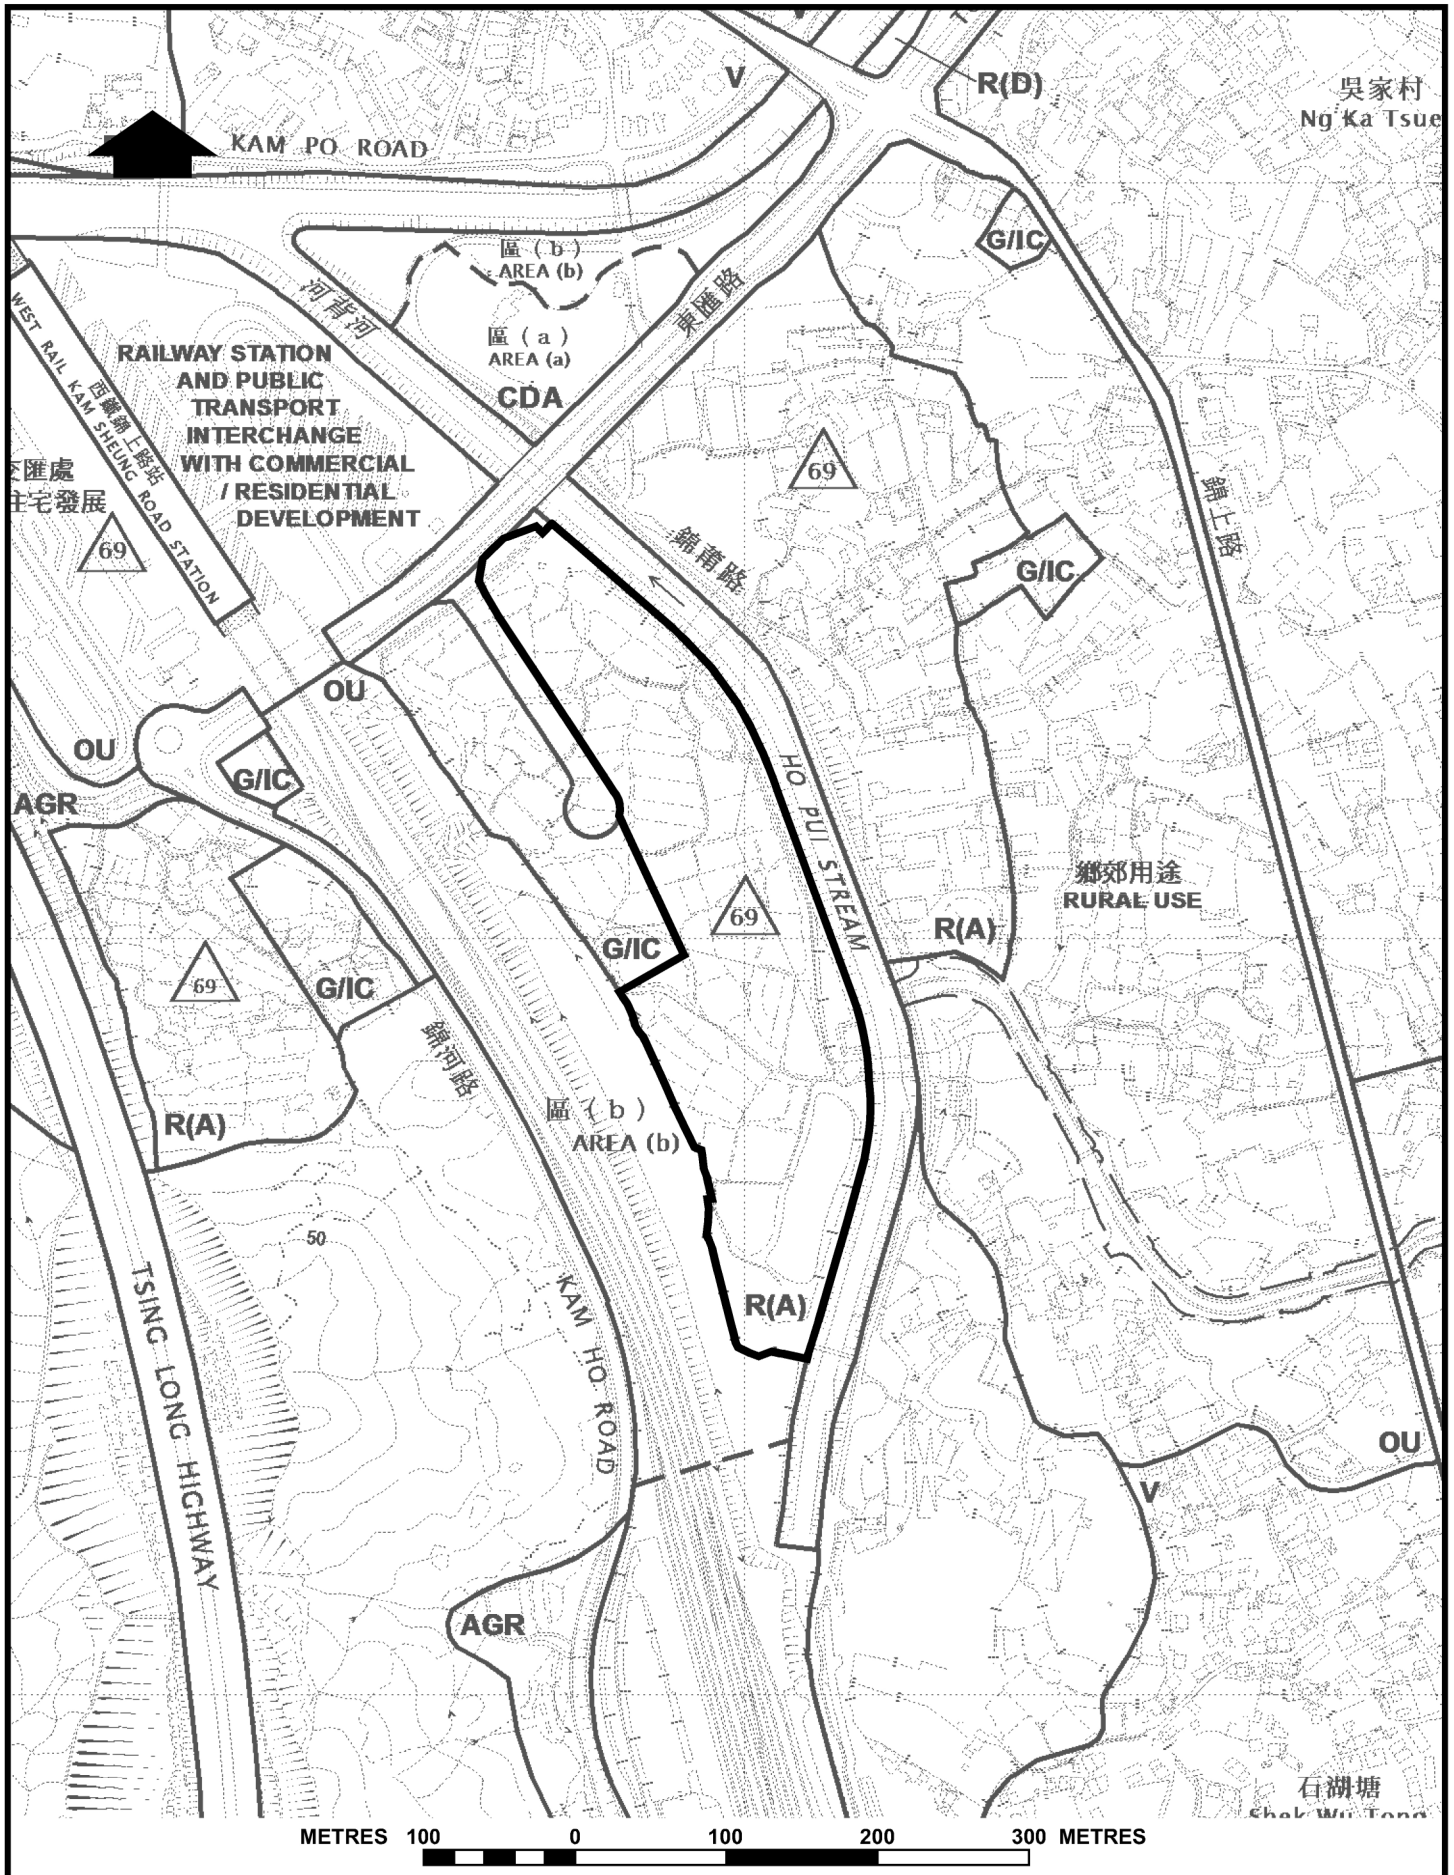 V
R(D)
吳家村
Ng Ka Tsue
KAM PO ROAD
G/IC
區 ( b )
AREA (b)
河背河
東匯路
區 ( a )
AREA (a)
CDA
RAILWAY STATION
AND PUBLIC
TRANSPORT
INTERCHANGE
WITH COMMERCIAL
/ RESIDENTIAL
DEVELOPMENT
WEST RAIL KAM SHEUNG ROAD STATION
西鐵錦上路站
匯處
住宅發展
69
69
錦上路
錦莆路
G/IC
OU
OU
G/IC
AGR
HO PUI STREAM
鄉郊用途
RURAL USE
69
R(A)
G/IC
69
G/IC
錦河路
區 ( b )
AREA (b)
R(A)
50
TSING LONG HIGHWAY
KAM HO ROAD
R(A)
OU
V
AGR
石湖塘
Shek Wu Tong
METRES 100 0 100 200 300 METRES